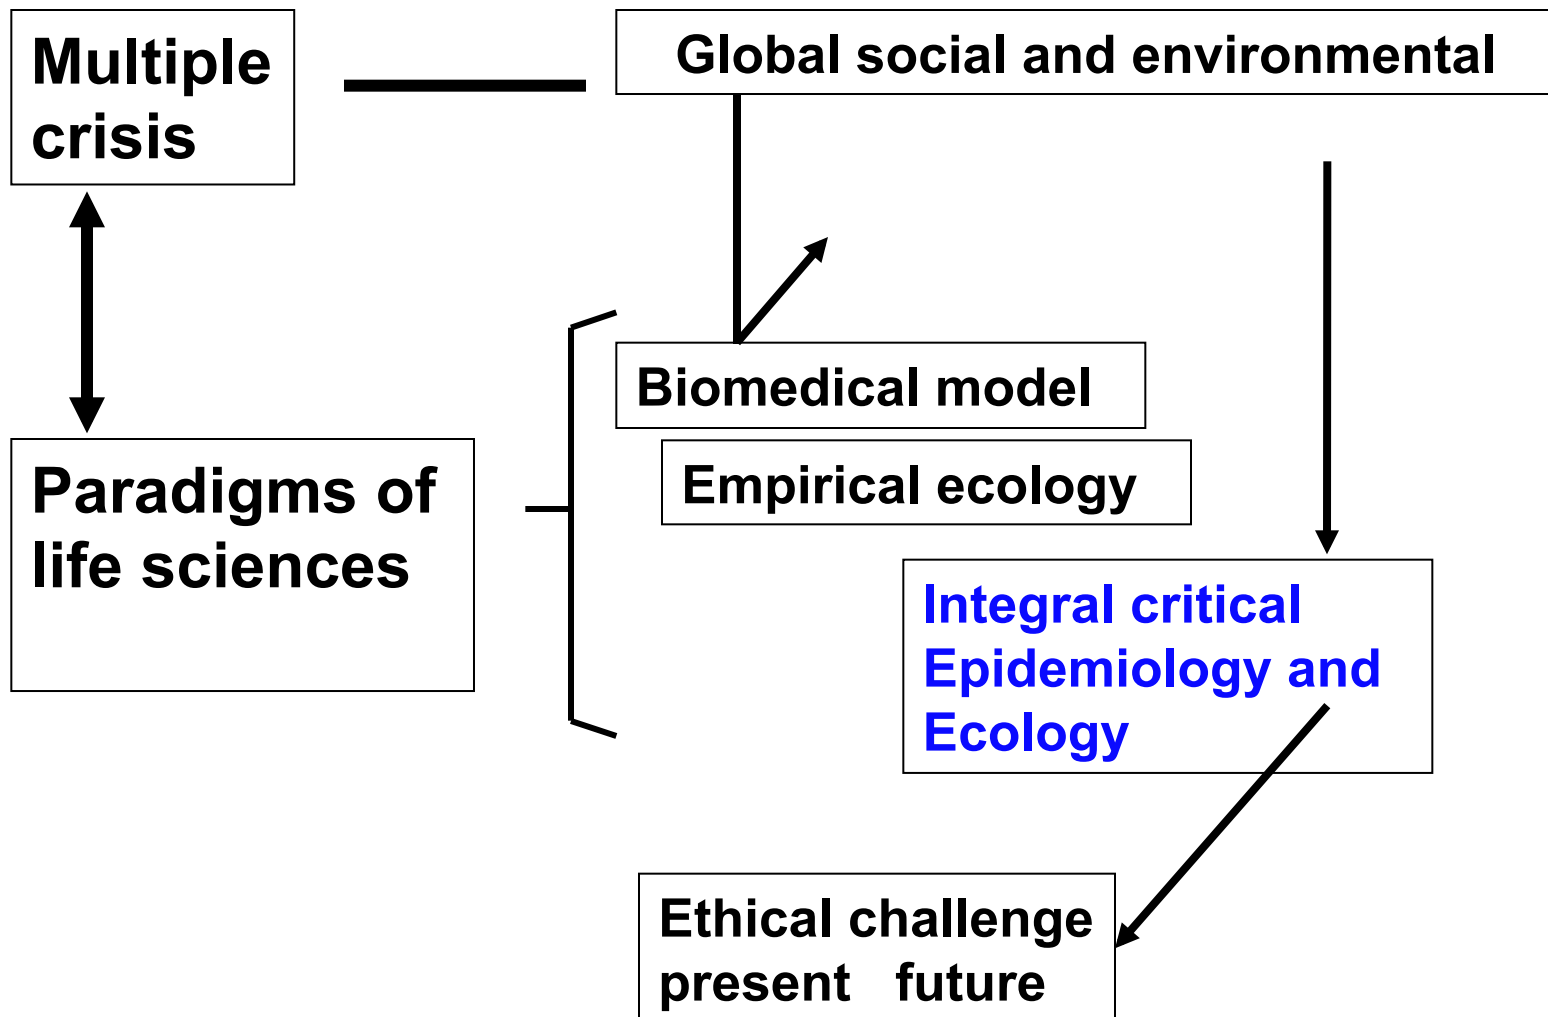 Multiple
crisis
Global social and environmental
Biomedical model
Empirical ecology
Paradigms of
life sciences
Integral critical
Epidemiology and
Ecology
Ethical challenge
present future